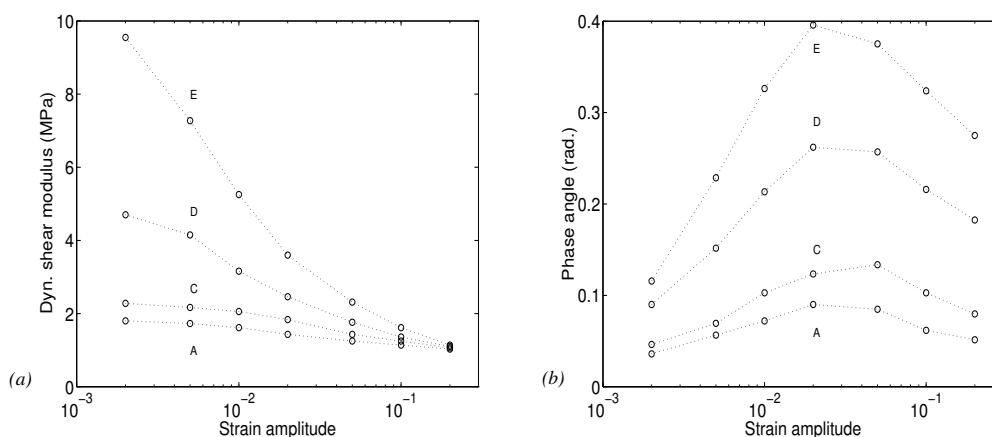 10
8
6
4
2
0
Dyn. shear modulus (MPa)
E
D
C
A
10⁻³
10⁻²
10⁻¹
Strain amplitude
(a)
0.4
0.3
0.2
0.1
0
Phase angle (rad.)
E
D
C
A
10⁻³
10⁻²
10⁻¹
Strain amplitude
(b)